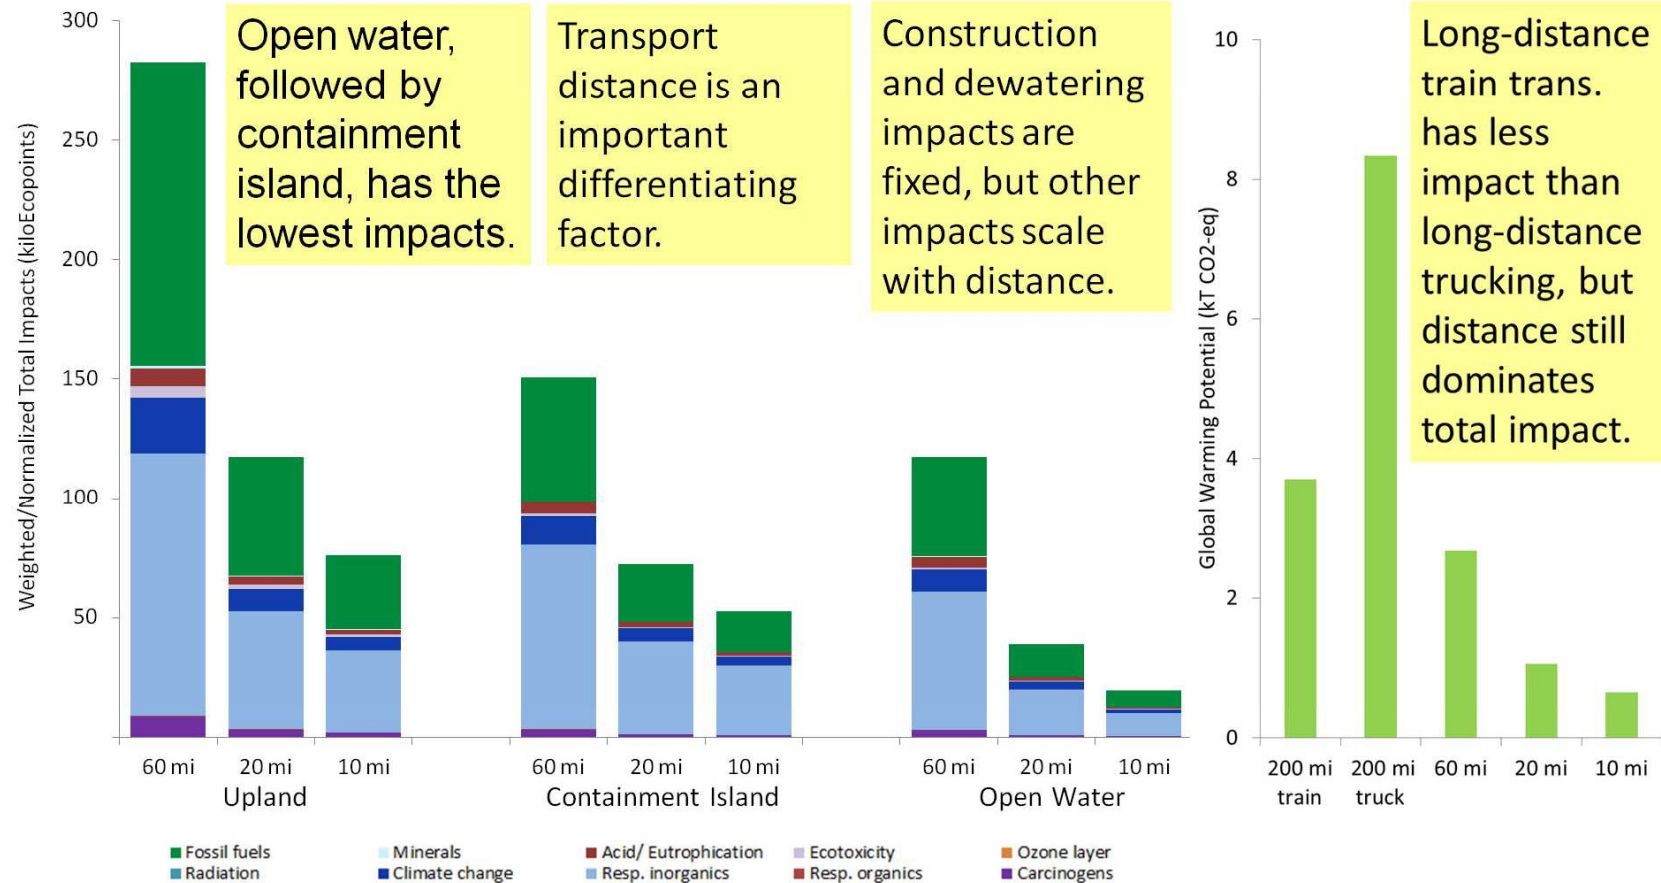 Weighted/Normalized Total Impacts (kiloEcopoints)
300
250
200
150
100
50
Open water,
followed by
containment
island, has the
lowest impacts.
Transport
distance is an
important
differentiating
factor.
Construction
and dewatering
impacts are
fixed, but other
impacts scale
with distance.
60 mi 20 mi 10 mi
Upland
60 mi 20 mi 10 mi
Containment Island
60 mi 20 mi 10 mi
Open Water
Fossil fuels Minerals Acid/ Eutrophication Ecotoxicity Ozone layer
Radiation Climate change Resp. inorganics Resp. organics Carcinogens
Global Warming Potential (kT CO2-eq)
10
8
6
4
2
0
Long-distance
train trans.
has less
impact than
long-distance
trucking, but
distance still
dominates
total impact.
200 mi 200 mi 60 mi 20 mi 10 mi
train truck